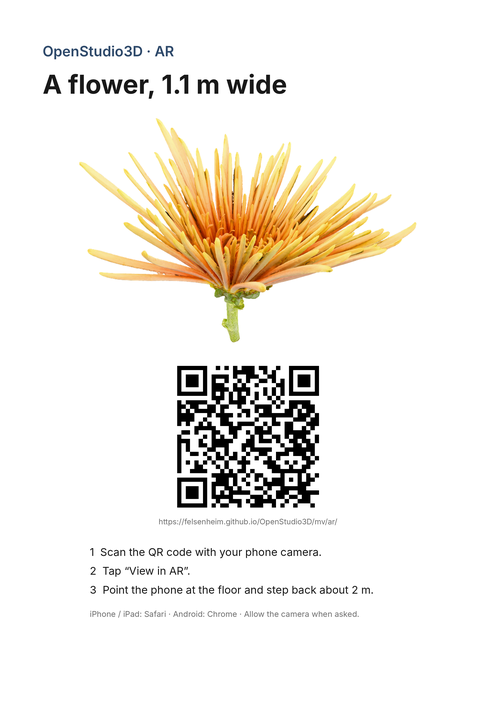 OpenStudio3D · AR
A flower, 1.1 m wide
https://felsenheim.github.io/OpenStudio3D/mv/ar/
1 Scan the QR code with your phone camera.
2 Tap “View in AR”.
3 Point the phone at the floor and step back about 2 m.
iPhone / iPad: Safari · Android: Chrome · Allow the camera when asked.